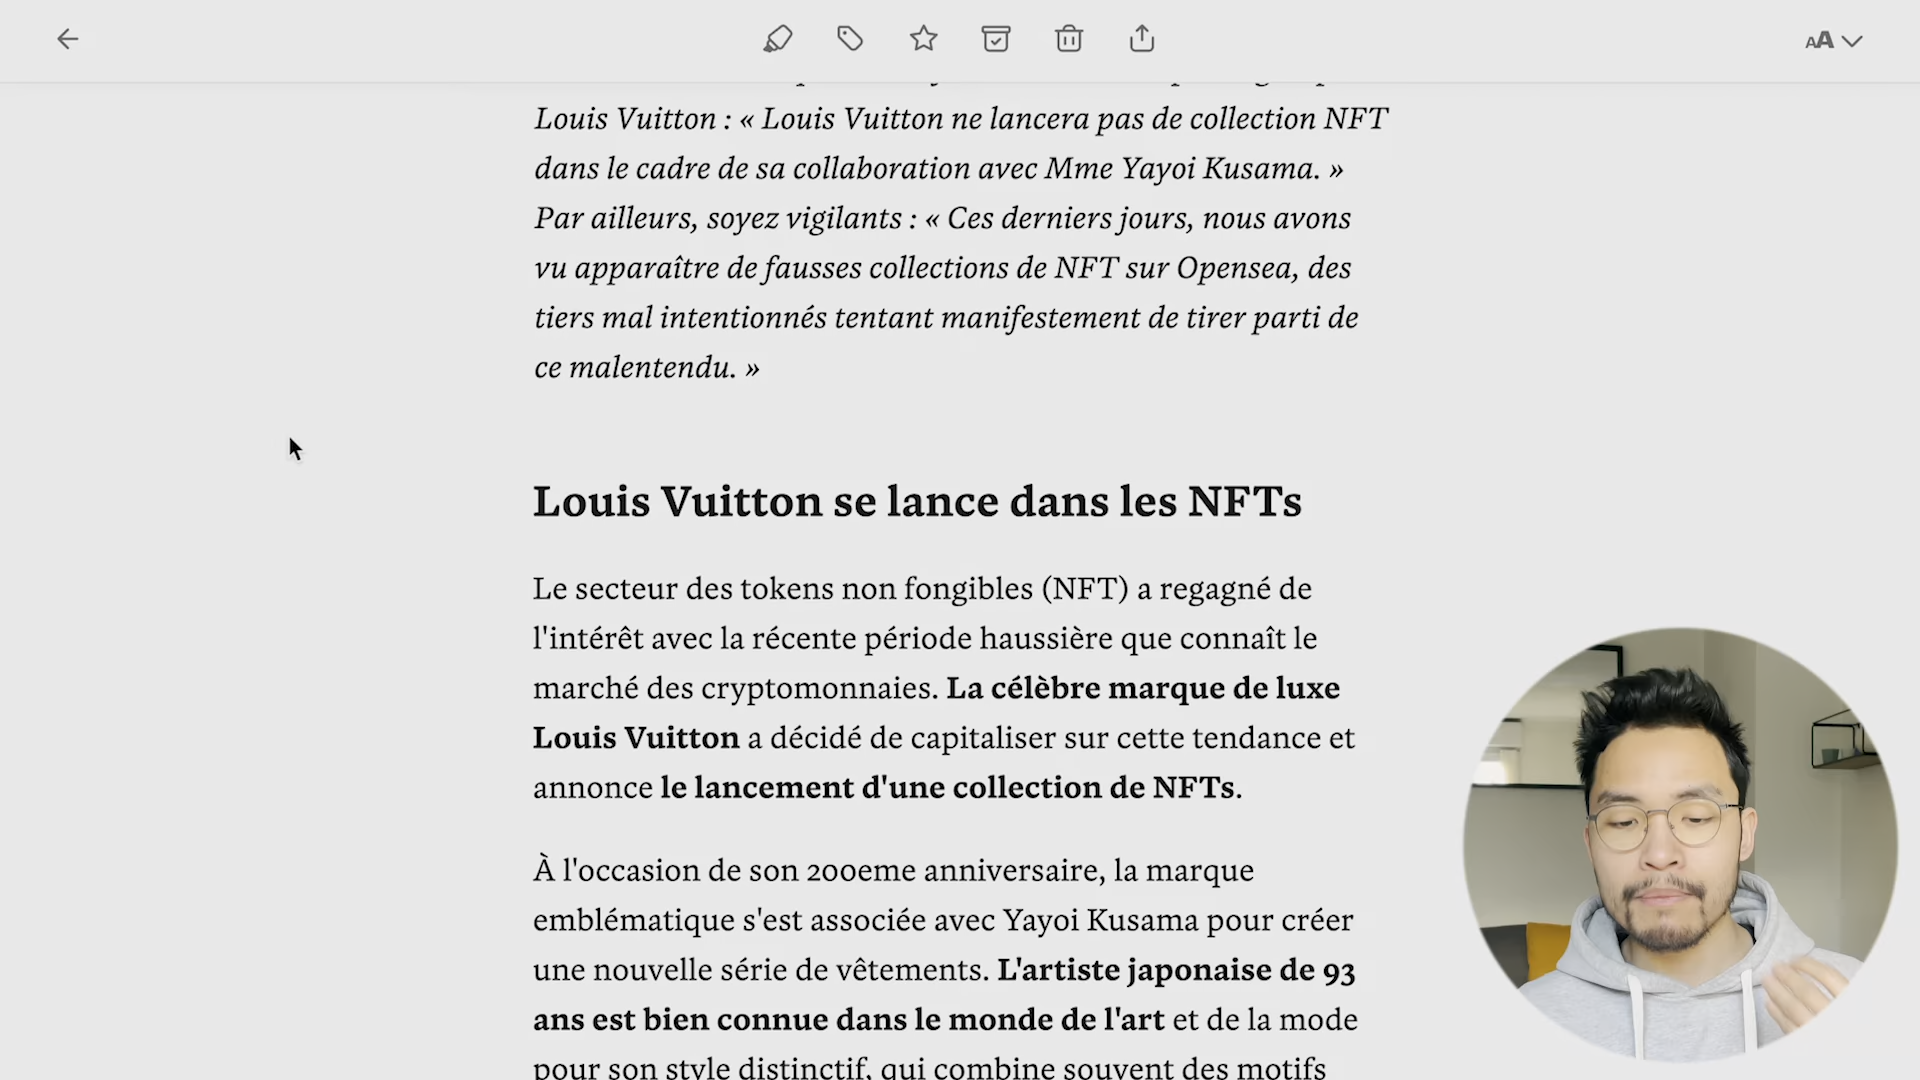 AA
Louis Vuitton : « Louis Vuitton ne lancera pas de collection NFT
dans le cadre de sa collaboration avec Mme Yayoi Kusama. »
Par ailleurs, soyez vigilants : « Ces derniers jours, nous avons
vu apparaître de fausses collections de NFT sur Opensea, des
tiers mal intentionnés tentant manifestement de tirer parti de
ce malentendu. »
Louis Vuitton se lance dans les NFTs
Le secteur des tokens non fongibles (NFT) a regagné de
l'intérêt avec la récente période haussière que connaît le
marché des cryptomonnaies. La célèbre marque de luxe
Louis Vuitton a décidé de capitaliser sur cette tendance et
annonce le lancement d'une collection de NFTs.
À l'occasion de son 200eme anniversaire, la marque
emblématique s'est associée avec Yayoi Kusama pour créer
une nouvelle série de vêtements. L'artiste japonaise de 93
ans est bien connue dans le monde de l'art et de la mode
pour son style distinctif, qui combine souvent des motifs